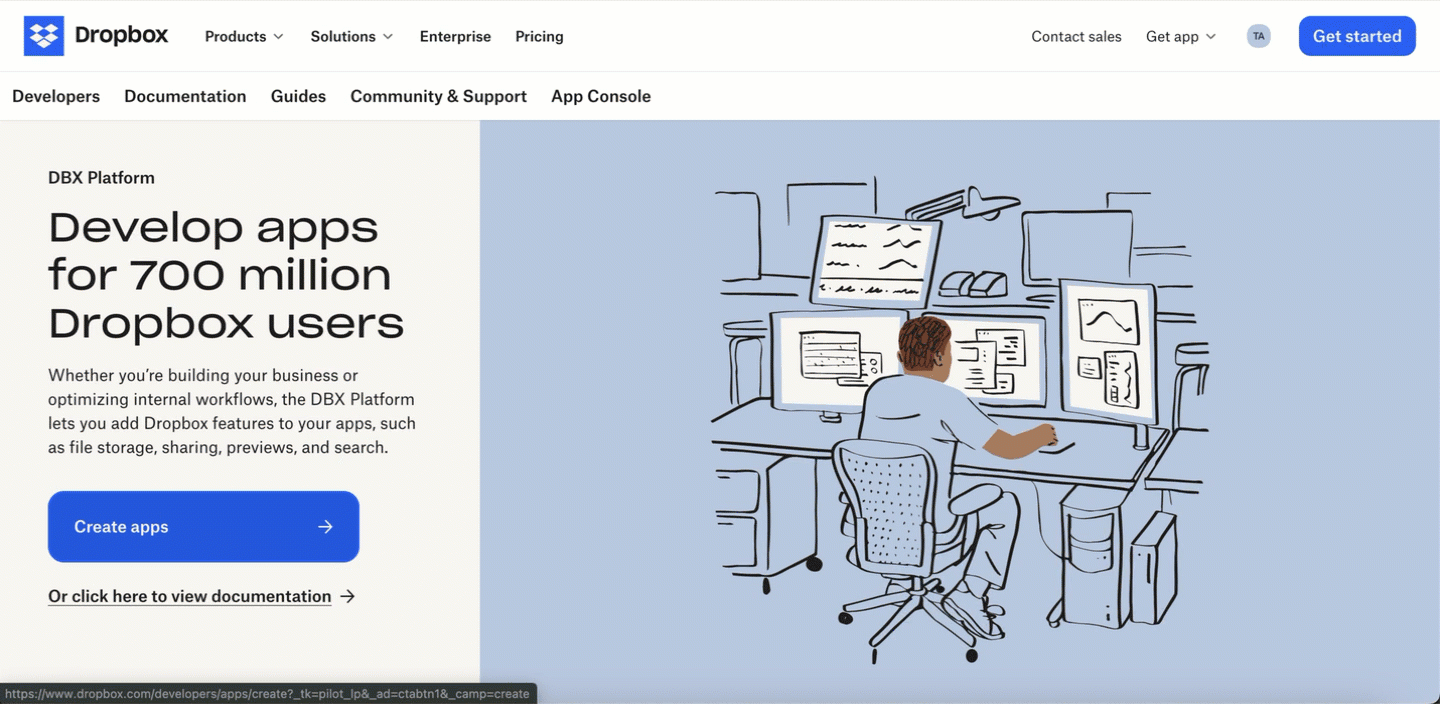 Dropbox Products Solutions Enterprise Pricing Contact sales Get app TA Get started
Developers Documentation Guides Community & Support App Console
DBX Platform
Develop apps
for 700 million
Dropbox users
Whether you’re building your business or
optimizing internal workflows, the DBX Platform
lets you add Dropbox features to your apps, such
as file storage, sharing, previews, and search.
Create apps
Or click here to view documentation
https://www.dropbox.com/developers/apps/create?_tk=pilot_lp&_ad=ctabtn1&_camp=create